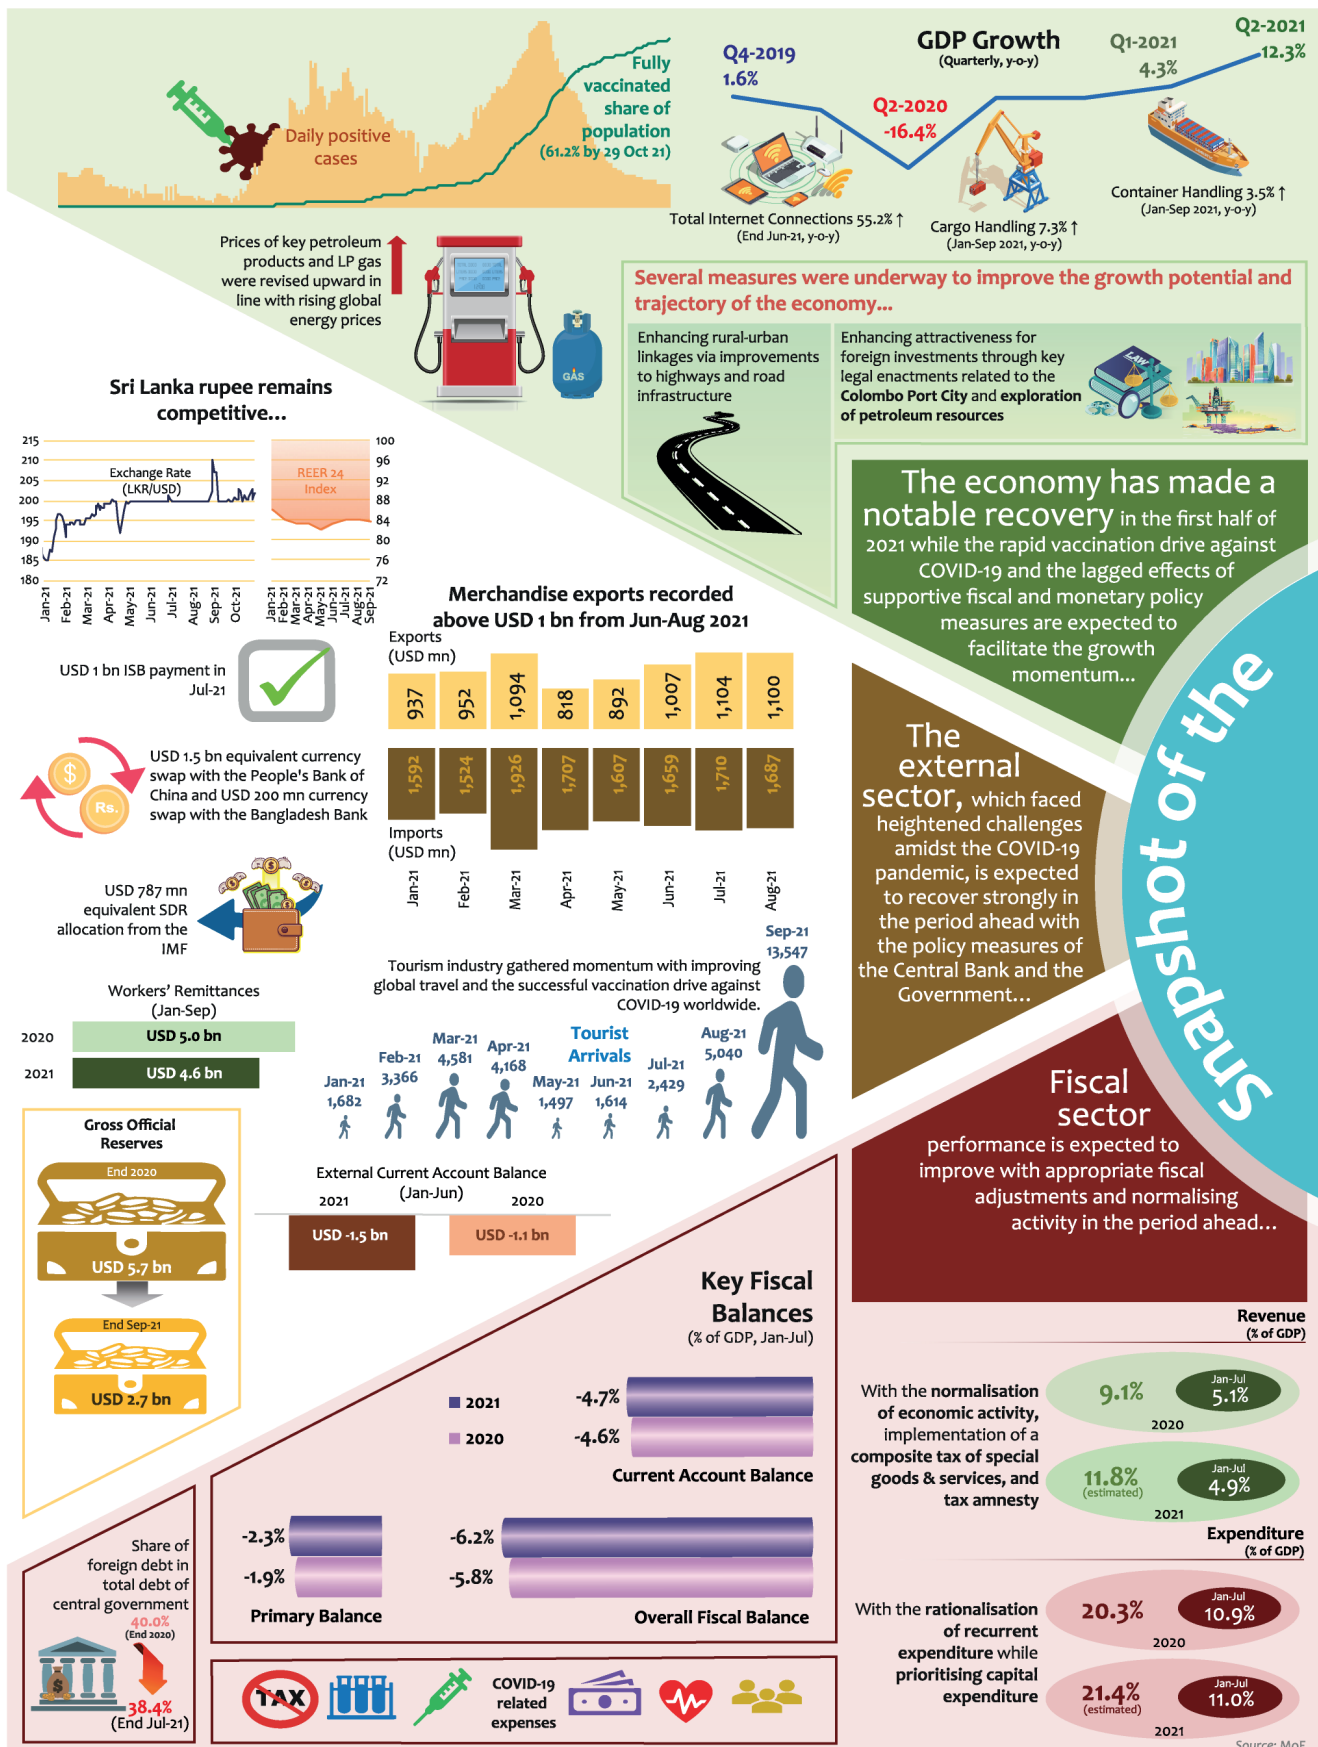 Daily positive
cases
Fully
vaccinated
share of
population
(61.2% by 29 Oct 21)
GDP Growth
(Quarterly, y-o-y)
Q4-2019
1.6%
Q2-2020
-16.4%
Q1-2021
4.3%
Q2-2021
12.3%
Total Internet Connections 55.2% ↑
(End Jun-21, y-o-y)
Cargo Handling 7.3% ↑
(Jan-Sep 2021, y-o-y)
Container Handling 3.5% ↑
(Jan-Sep 2021, y-o-y)
Prices of key petroleum
products and LP gas
were revised upward in
line with rising global
energy prices
GAS
Several measures were underway to improve the growth potential and
trajectory of the economy...
Enhancing rural-urban
linkages via improvements
to highways and road
infrastructure
Enhancing attractiveness for
foreign investments through key
legal enactments related to the
Colombo Port City and exploration
of petroleum resources
LAW
The economy has made a
notable recovery in the first half of
2021 while the rapid vaccination drive against
COVID-19 and the lagged effects of
supportive fiscal and monetary policy
measures are expected to
facilitate the growth
momentum...
Sri Lanka rupee remains
competitive...
Exchange Rate
(LKR/USD)
215
210
205
200
195
190
185
180
Jan-21
Feb-21
Mar-21
Apr-21
May-21
Jun-21
Jul-21
Aug-21
Sep-21
Oct-21
REER 24
Index
100
96
92
88
84
80
76
72
Jan-21
Feb-21
Mar-21
Apr-21
May-21
Jun-21
Jul-21
Aug-21
Sep-21
USD 1 bn ISB payment in
Jul-21
$
Rs.
USD 1.5 bn equivalent currency
swap with the People's Bank of
China and USD 200 mn currency
swap with the Bangladesh Bank
USD 787 mn
equivalent SDR
allocation from the
IMF
Merchandise exports recorded
above USD 1 bn from Jun-Aug 2021
Exports
(USD mn)
937
952
1,094
818
892
1,007
1,104
1,100
1,592
1,524
1,926
1,707
1,607
1,659
1,710
1,687
Imports
(USD mn)
Jan-21
Feb-21
Mar-21
Apr-21
May-21
Jun-21
Jul-21
Aug-21
The
external
sector, which faced
heightened challenges
amidst the COVID-19
pandemic, is expected
to recover strongly in
the period ahead with
the policy measures of
the Central Bank and the
Government...
Snapshot of the
Workers' Remittances
(Jan-Sep)
2020
USD 5.0 bn
2021
USD 4.6 bn
Tourism industry gathered momentum with improving
global travel and the successful vaccination drive against
COVID-19 worldwide.
Tourist
Arrivals
Jan-21
1,682
Feb-21
3,366
Mar-21
4,581
Apr-21
4,168
May-21
1,497
Jun-21
1,614
Jul-21
2,429
Aug-21
5,040
Sep-21
13,547
Gross Official
Reserves
End 2020
USD 5.7 bn
End Sep-21
USD 2.7 bn
External Current Account Balance
(Jan-Jun)
2021
2020
USD -1.5 bn
USD -1.1 bn
Fiscal
sector
performance is expected to
improve with appropriate fiscal
adjustments and normalising
activity in the period ahead...
Key Fiscal
Balances
(% of GDP, Jan-Jul)
2021
2020
-4.7%
-4.6%
Current Account Balance
-2.3%
-1.9%
Primary Balance
-6.2%
-5.8%
Overall Fiscal Balance
Revenue
(% of GDP)
With the normalisation
of economic activity,
implementation of a
composite tax of special
goods & services, and
tax amnesty
9.1%
Jan-Jul
5.1%
2020
11.8%
(estimated)
Jan-Jul
4.9%
2021
Expenditure
(% of GDP)
With the rationalisation
of recurrent
expenditure while
prioritising capital
expenditure
20.3%
Jan-Jul
10.9%
2020
21.4%
(estimated)
Jan-Jul
11.0%
2021
Share of
foreign debt in
total debt of
central government
40.0%
(End 2020)
$
38.4%
(End Jul-21)
TAX
COVID-19
related
expenses
Source: MoF